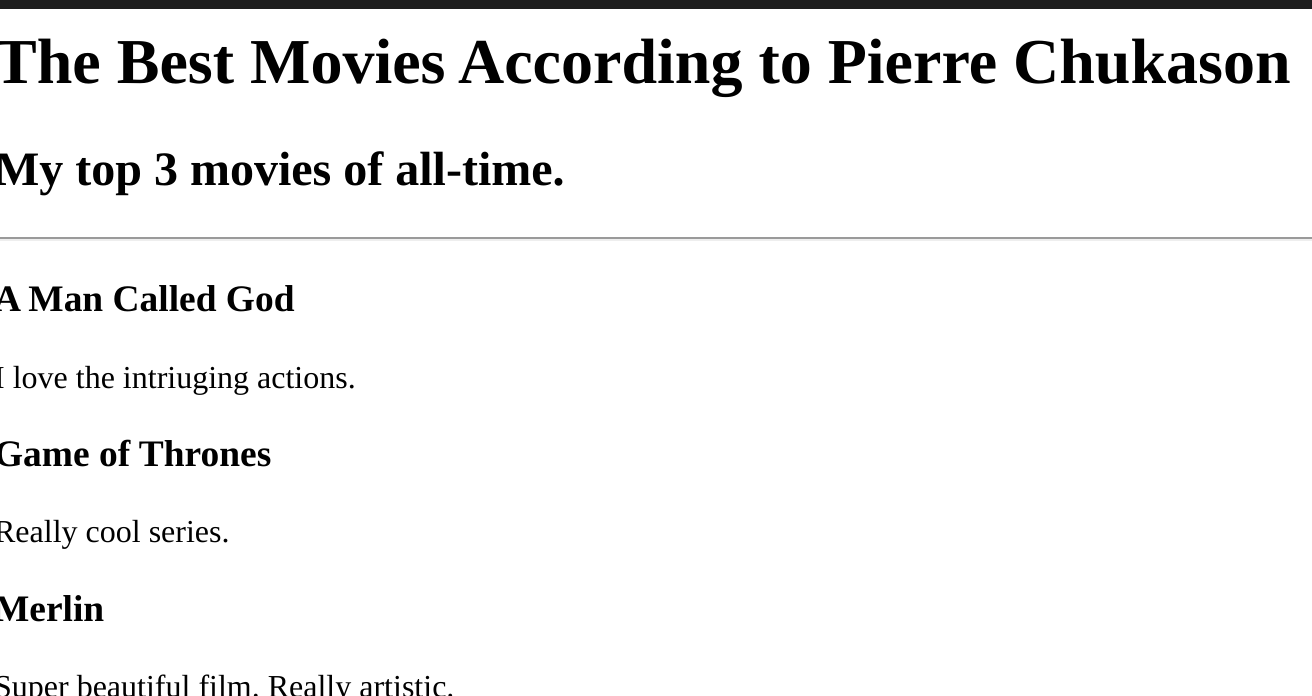 The Best Movies According to Pierre Chukason
My top 3 movies of all-time.
A Man Called God
I love the intriuging actions.
Game of Thrones
Really cool series.
Merlin
Super beautiful film. Really artistic.